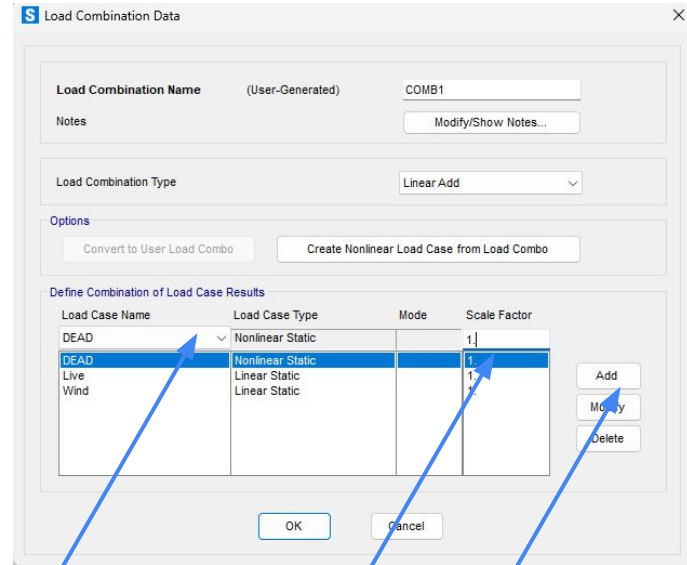 S Load Combination Data
Load Combination Name (User-Generated) COMB1
Notes Modify/Show Notes...
Load Combination Type Linear Add
Options
Convert to User Load Combo Create Nonlinear Load Case from Load Combo
Define Combination of Load Case Results
Load Case Name Load Case Type Mode Scale Factor
DEAD Nonlinear Static 1.
DEAD Nonlinear Static 1.
Live Linear Static 1.
Wind Linear Static 1.
Add
Modify
Delete
OK Cancel